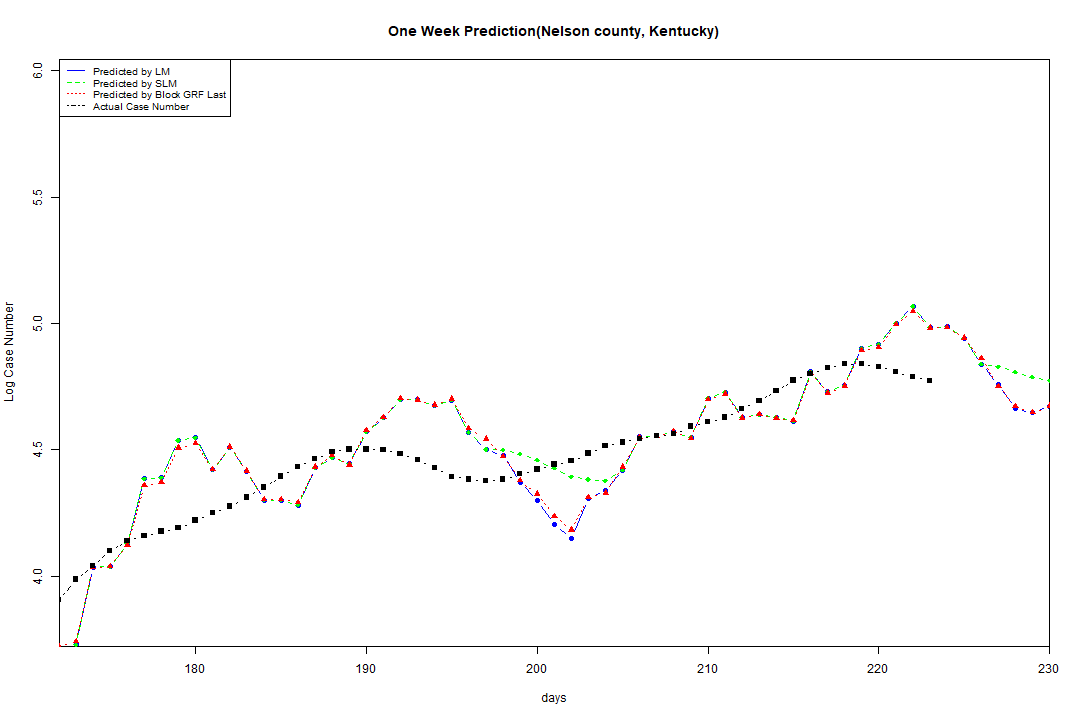 One Week Prediction(Nelson county, Kentucky)
Predicted by LM
Predicted by SLM
Predicted by Block GRF Last
Actual Case Number
6.0
5.5
5.0
4.5
4.0
Log Case Number
180 190 200 210 220 230
days